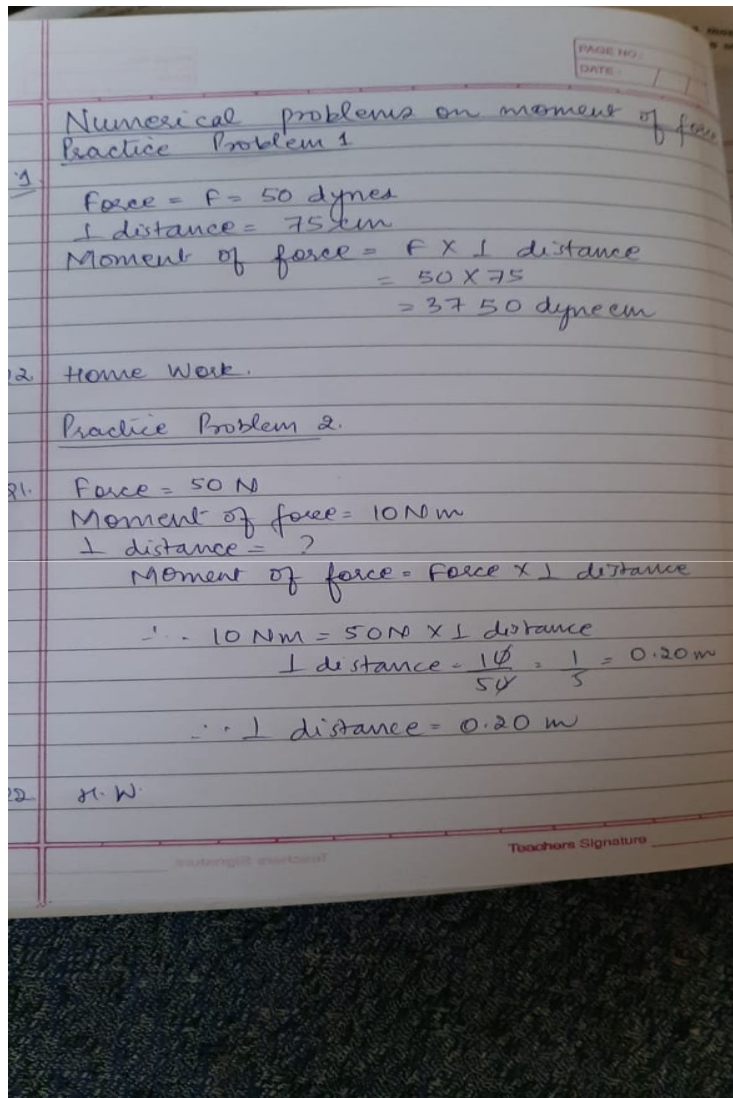 PAGE NO.:
DATE: / /
Numerical problems on moment of force
Practice Problem 1
1
Force = F = 50 dynes
⊥ distance = 75 cm
Moment of force = F × ⊥ distance
= 50 × 75
= 3750 dyne cm
2 Home Work.
Practice Problem 2.
1. Force = 50 N
Moment of force = 10 Nm
⊥ distance = ?
Moment of force = Force × ⊥ distance
∴ 10 Nm = 50 N × ⊥ distance
⊥ distance = 10/50 = 1/5 = 0.20 m
∴ ⊥ distance = 0.20 m
2 H.W.
Teachers Signature